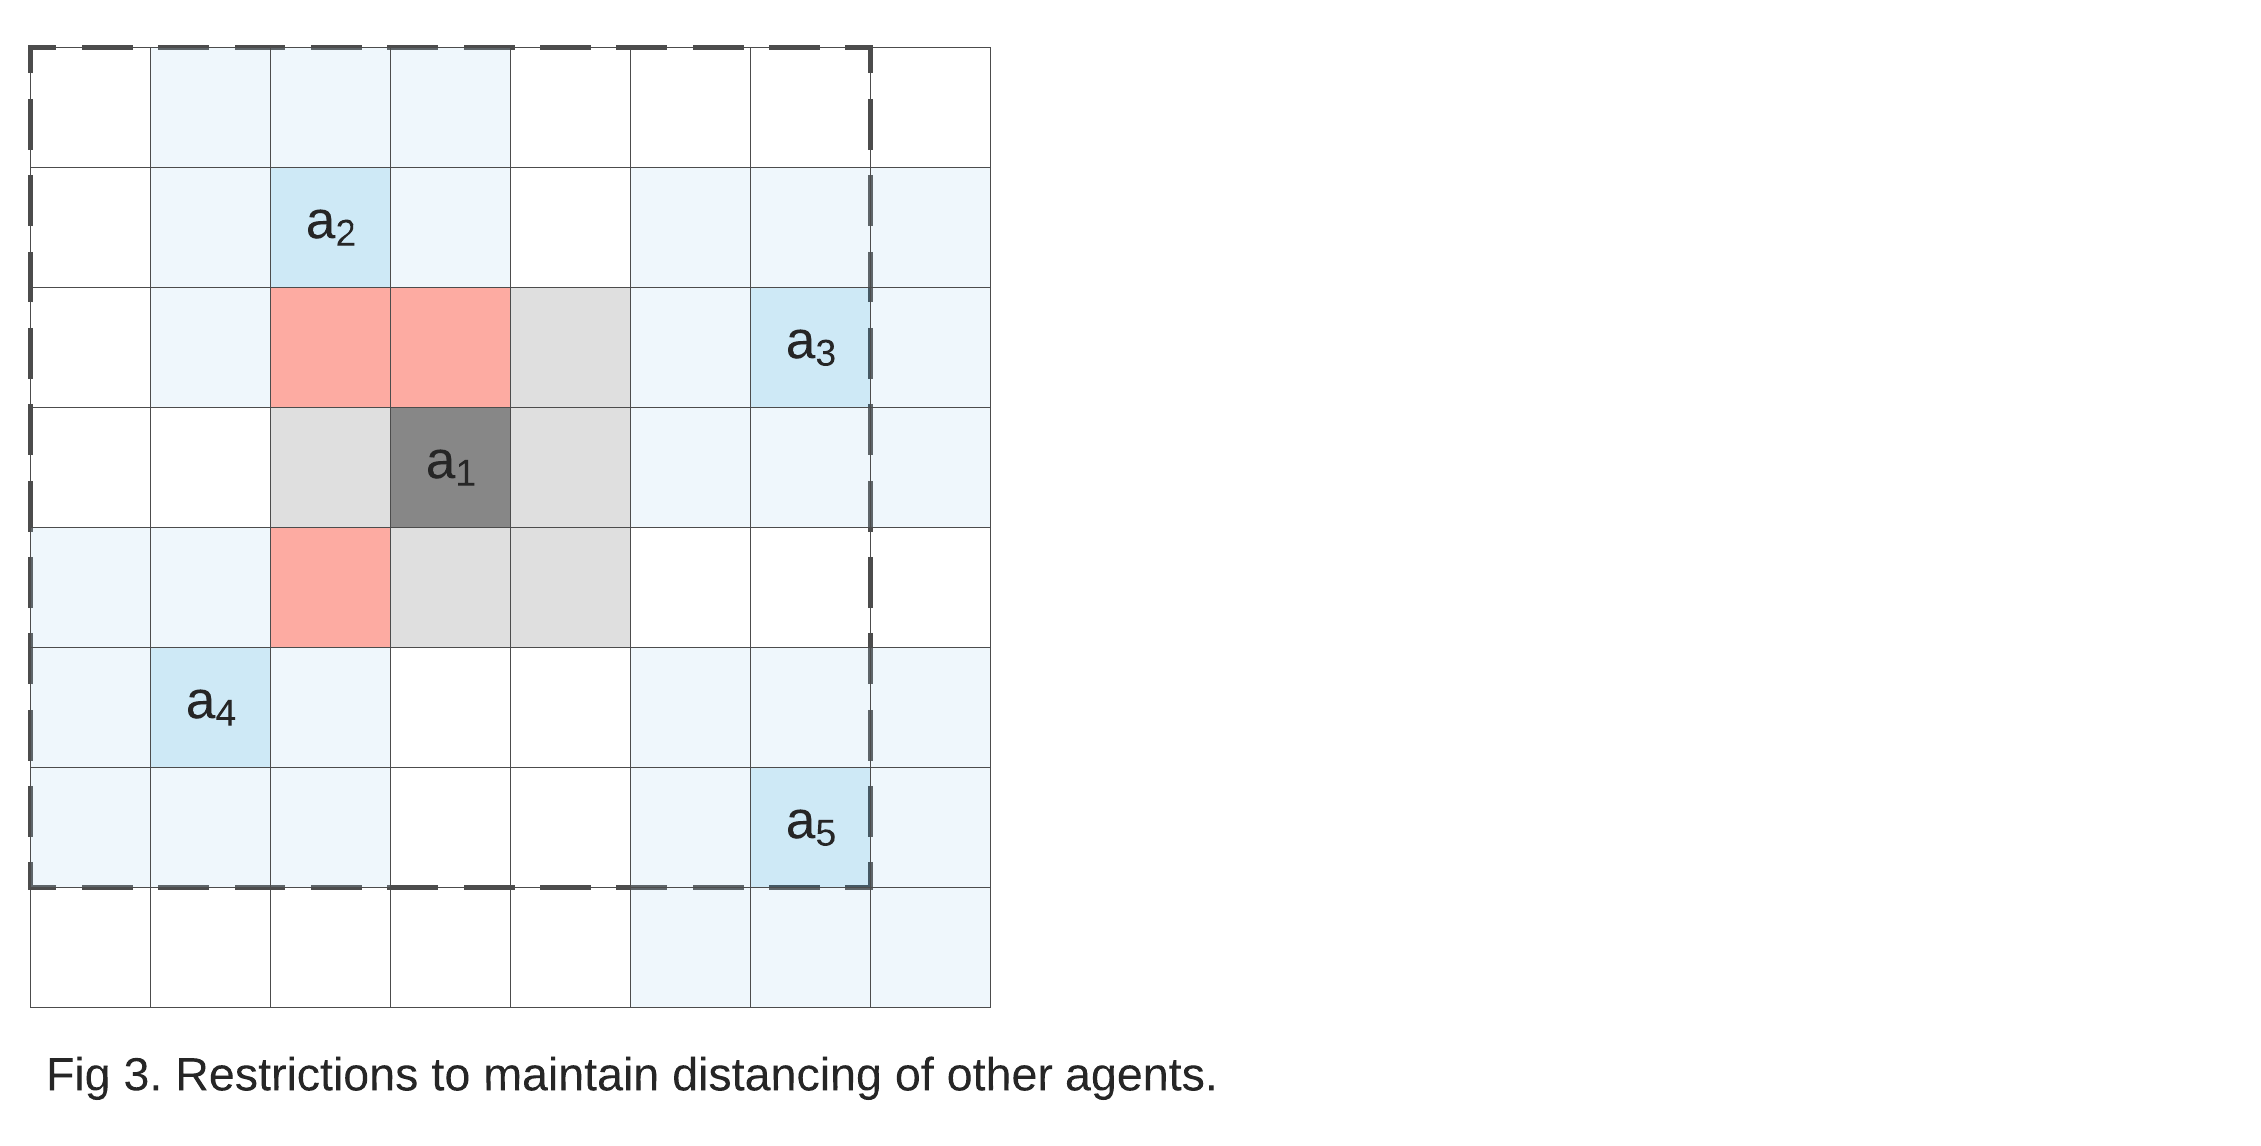 a2
a3
a1
a4
a5
Fig 3. Restrictions to maintain distancing of other agents.